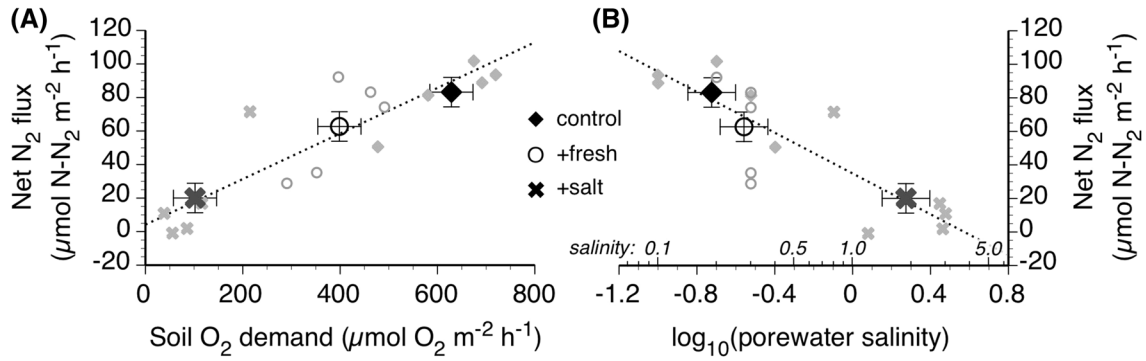 (A)
Net N2 flux
(µmol N-N2 m-2 h-1)
120
100
80
60
40
20
0
-20
0 200 400 600 800
Soil O2 demand (µmol O2 m-2 h-1)
control
+fresh
+salt
(B)
salinity: 0.1 0.5 1.0 5.0
-1.2 -0.8 -0.4 0 0.4 0.8
log10(porewater salinity)
120
100
80
60
40
20
0
-20
Net N2 flux
(µmol N-N2 m-2 h-1)